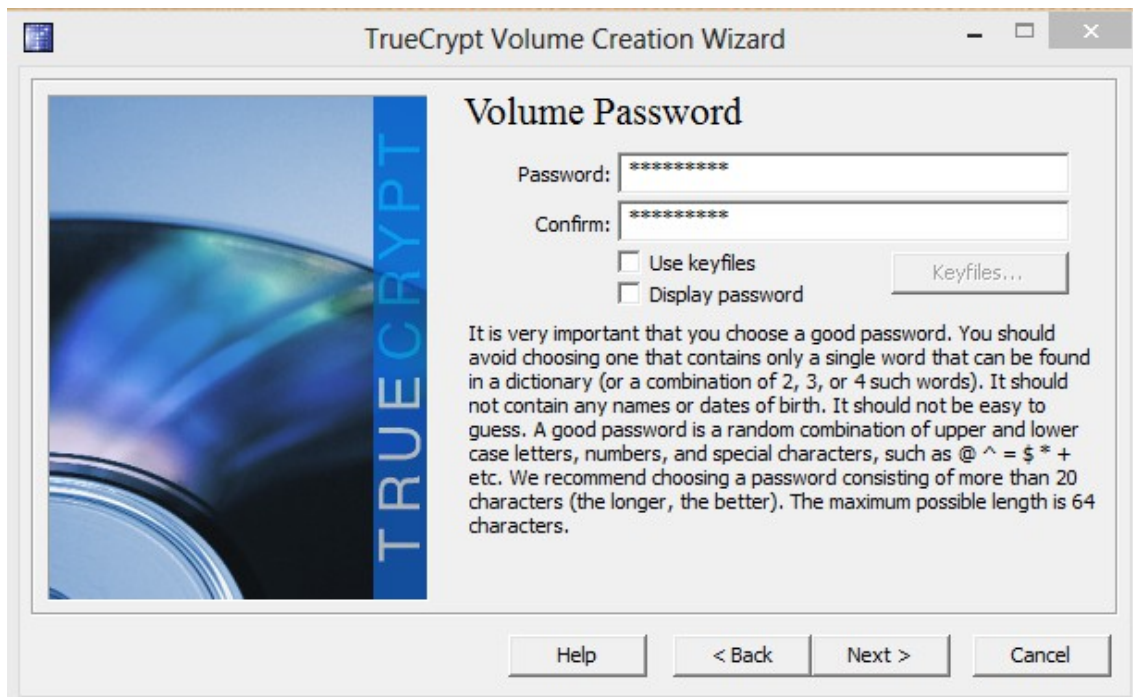 TrueCrypt Volume Creation Wizard
TRUECRYPT
Volume Password
Password: *********
Confirm: *********
Use keyfiles
Keyfiles...
Display password
It is very important that you choose a good password. You should
avoid choosing one that contains only a single word that can be found
in a dictionary (or a combination of 2, 3, or 4 such words). It should
not contain any names or dates of birth. It should not be easy to
guess. A good password is a random combination of upper and lower
case letters, numbers, and special characters, such as @ ^ = $ * +
etc. We recommend choosing a password consisting of more than 20
characters (the longer, the better). The maximum possible length is 64
characters.
Help < Back Next > Cancel